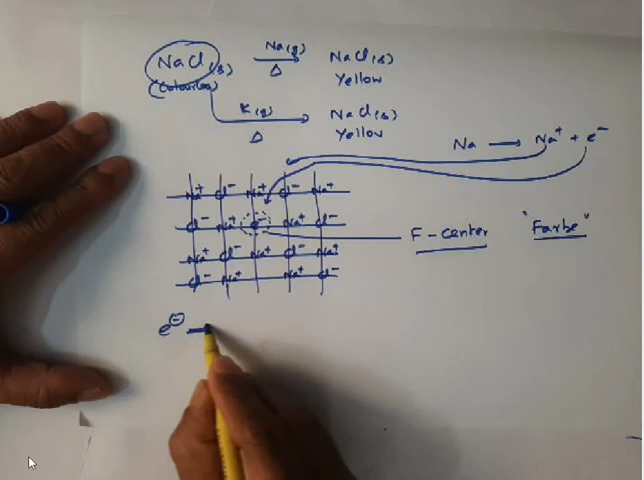 NaCl(s) Na(g) NaCl(s)
(Colourless) Δ Yellow
K(g) NaCl(s)
Δ Yellow
Na → Na⁺ + e⁻
Na⁺ Cl⁻ Na⁺ Cl⁻ Na⁺
Cl⁻ Na⁺ e⁻ Na⁺ Cl⁻
F-center "Farbe"
Na⁺ Cl⁻ Na⁺ Cl⁻ Na⁺
Cl⁻ Na⁺ Na⁺ Cl⁻
e⊖